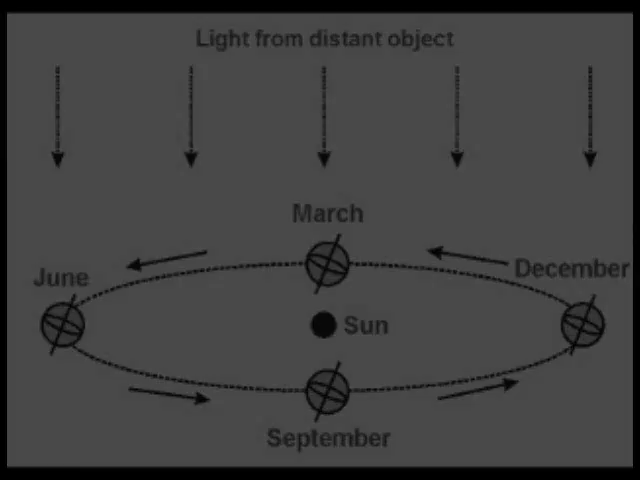 Light from distant object
March
June
December
Sun
September